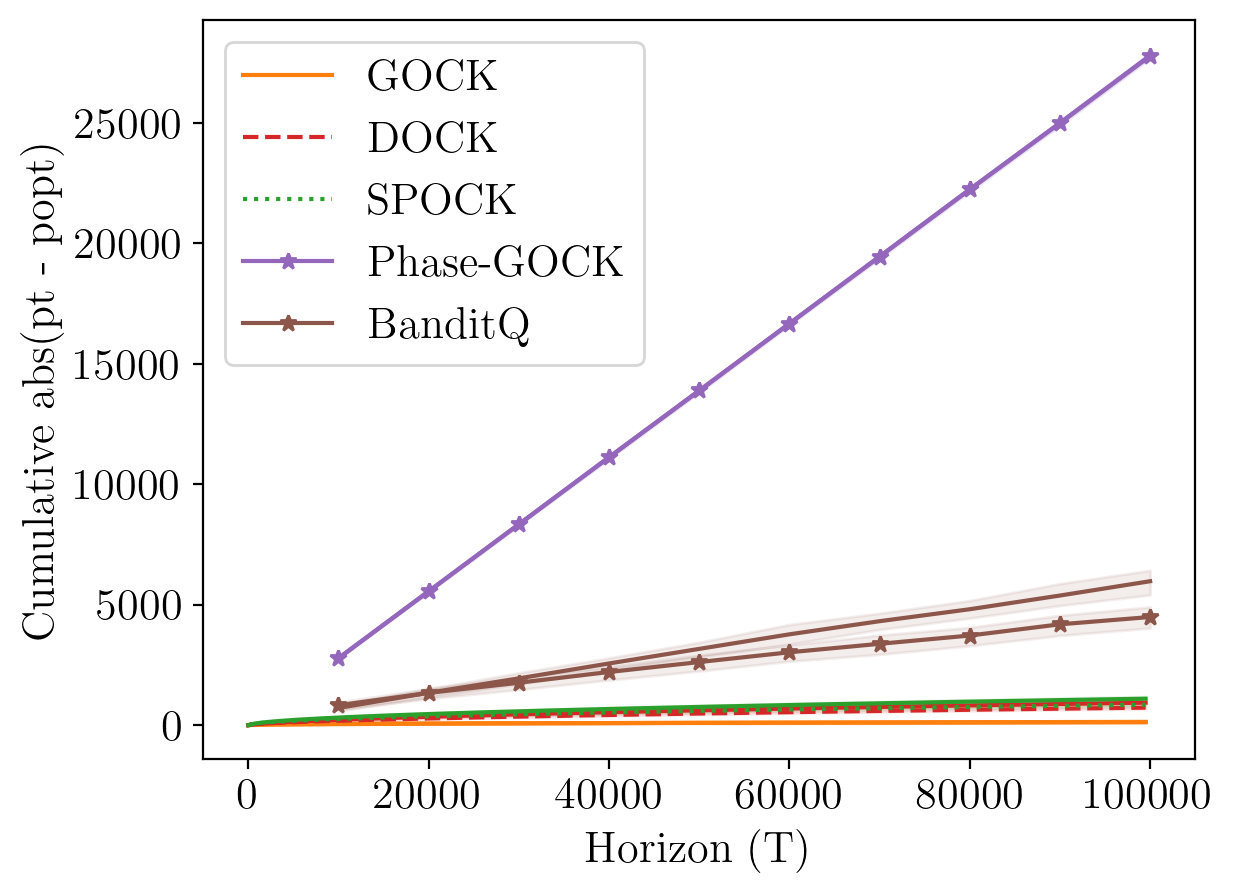 GOCK
DOCK
SPOCK
Phase-GOCK
BanditQ
Cumulative abs(pt - popt)
25000
20000
15000
10000
5000
0
0 20000 40000 60000 80000 100000
Horizon (T)